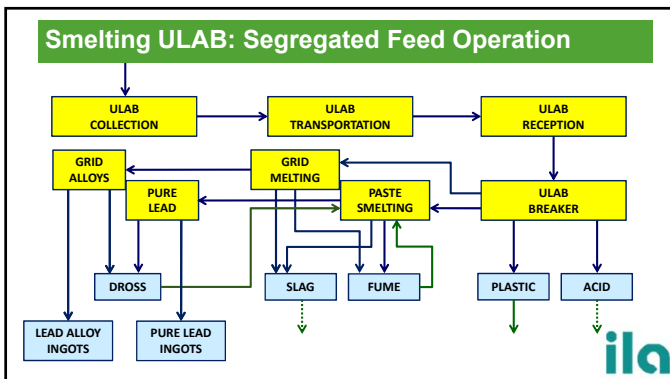 Smelting ULAB: Segregated Feed Operation
ULAB
COLLECTION
ULAB
TRANSPORTATION
ULAB
RECEPTION
GRID
ALLOYS
GRID
MELTING
PURE
LEAD
PASTE
SMELTING
ULAB
BREAKER
DROSS
SLAG
FUME
PLASTIC
ACID
LEAD ALLOY
INGOTS
PURE LEAD
INGOTS
ila